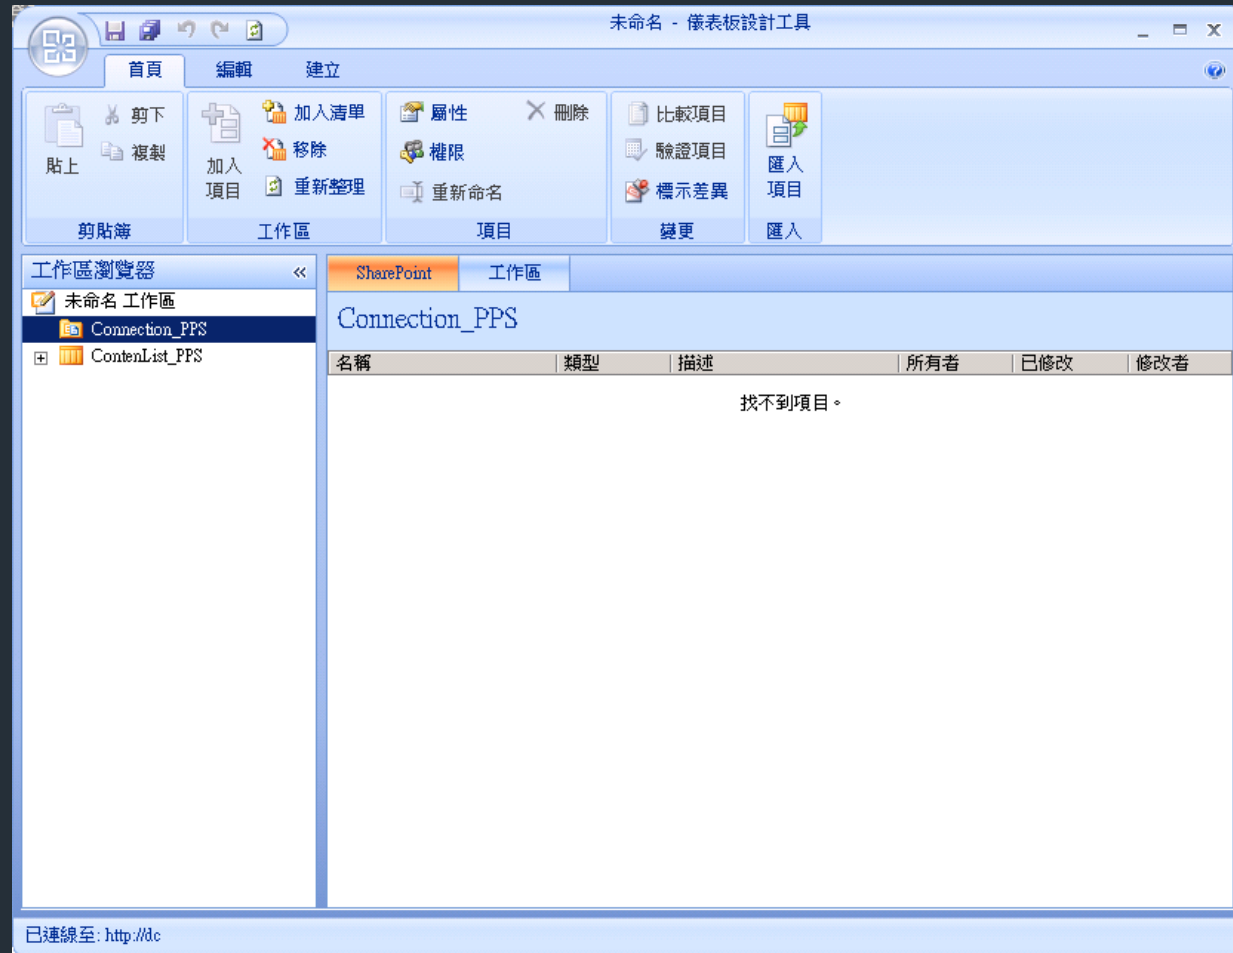 未命名 - 儀表板設計工具
首頁 編輯 建立
貼上 剪下 複製
剪貼簿
加入項目 加入清單 移除 重新整理
工作區
屬性 權限 重新命名 刪除
項目
比較項目 驗證項目 標示差異
變更
匯入項目
匯入
工作區瀏覽器 «
未命名 工作區
Connection_PPS
ContenList_PPS
SharePoint 工作區
Connection_PPS
名稱 類型 描述 所有者 已修改 修改者
找不到項目。
已連線至: http://dc